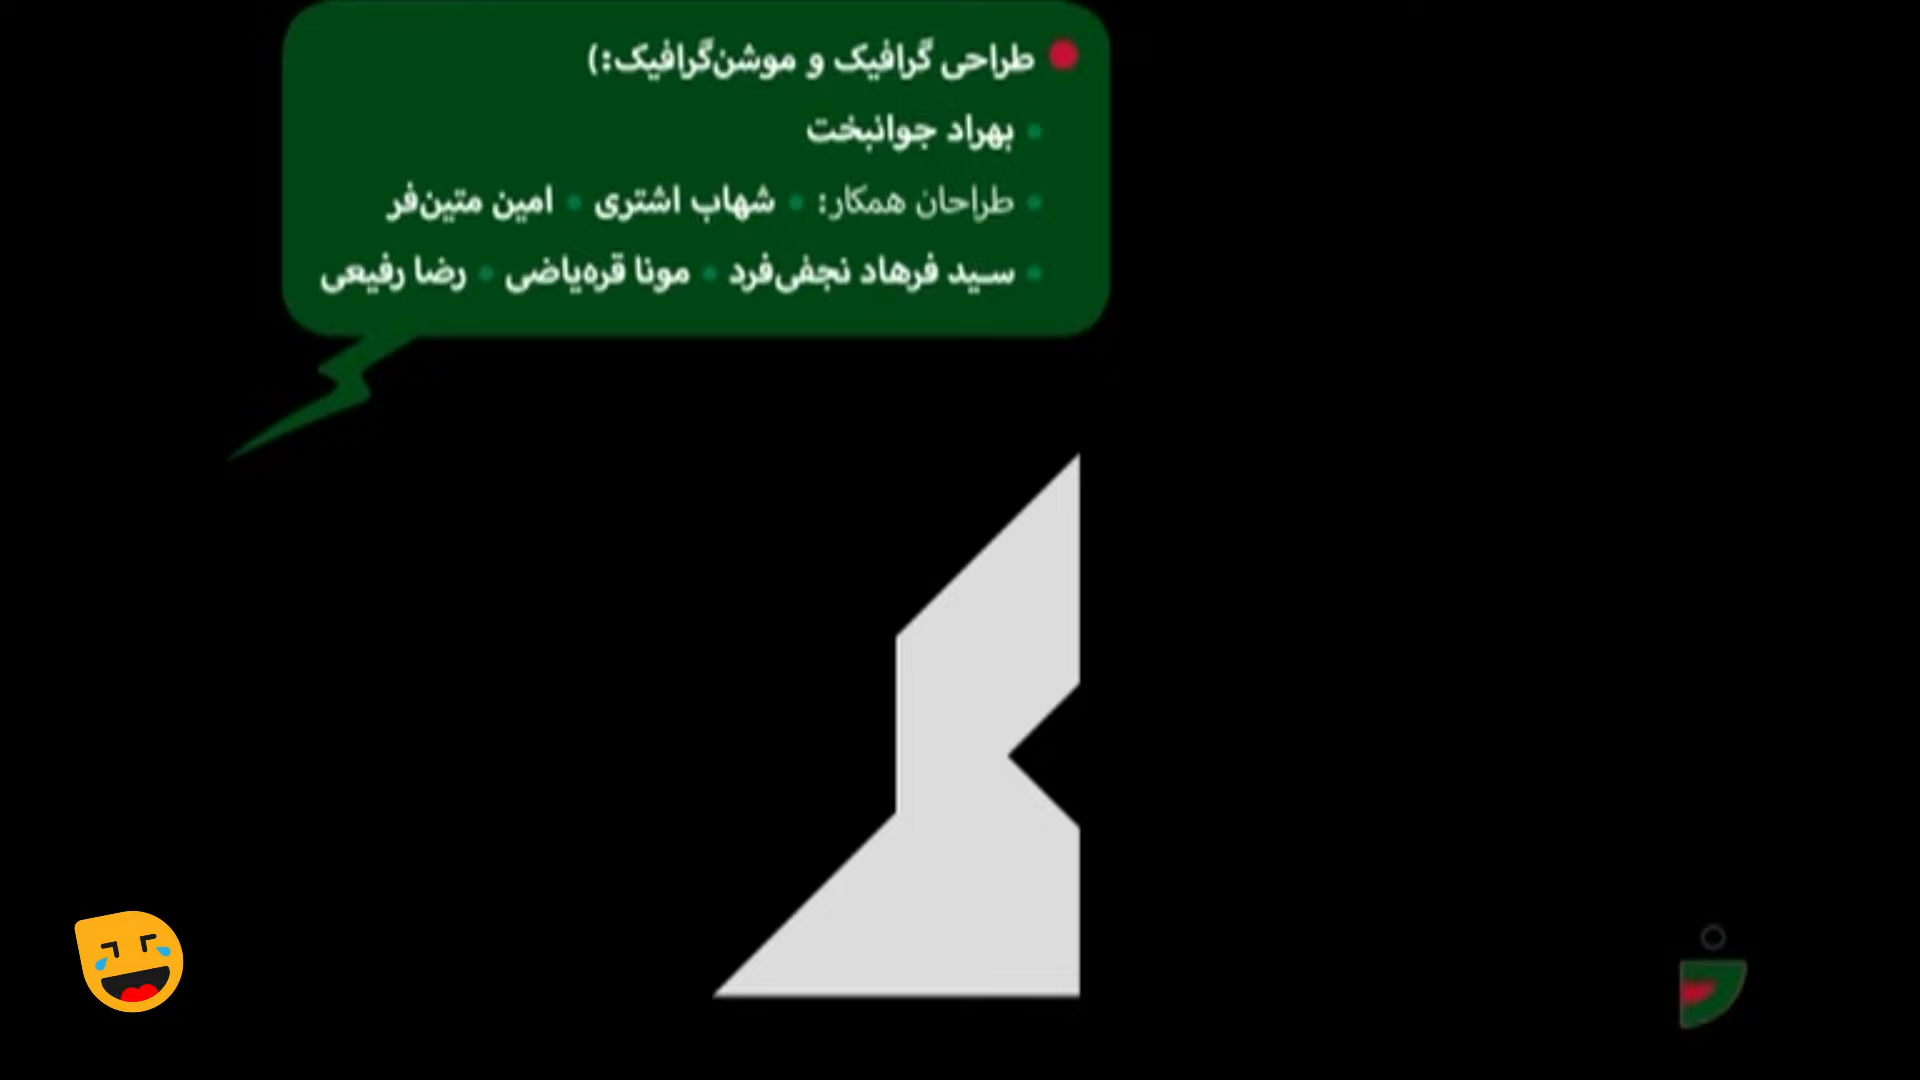 طراحی گرافیک و موشن‌گرافیک:)
بهراد جوانبخت
طراحان همکار: • شهاب اشتری • امین متین‌فر
سید فرهاد نجفی‌فرد • مونا قره‌یاضی • رضا رفیعی